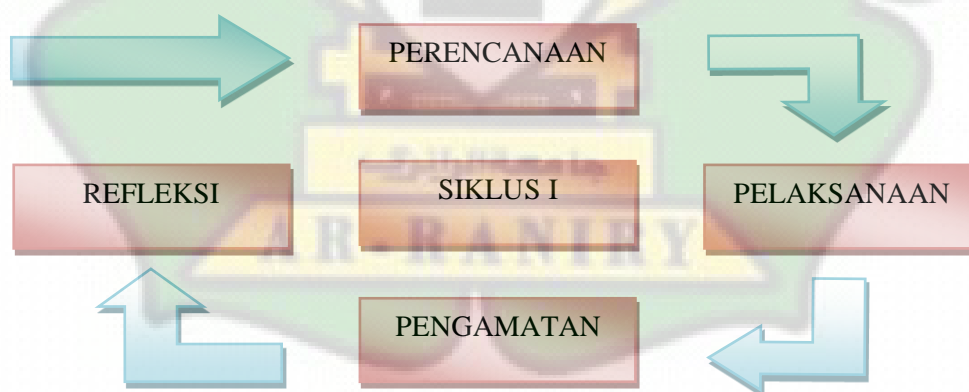 PERENCANAAN
REFLEKSI
SIKLUS I
PELAKSANAAN
AR-RANIRY
PENGAMATAN